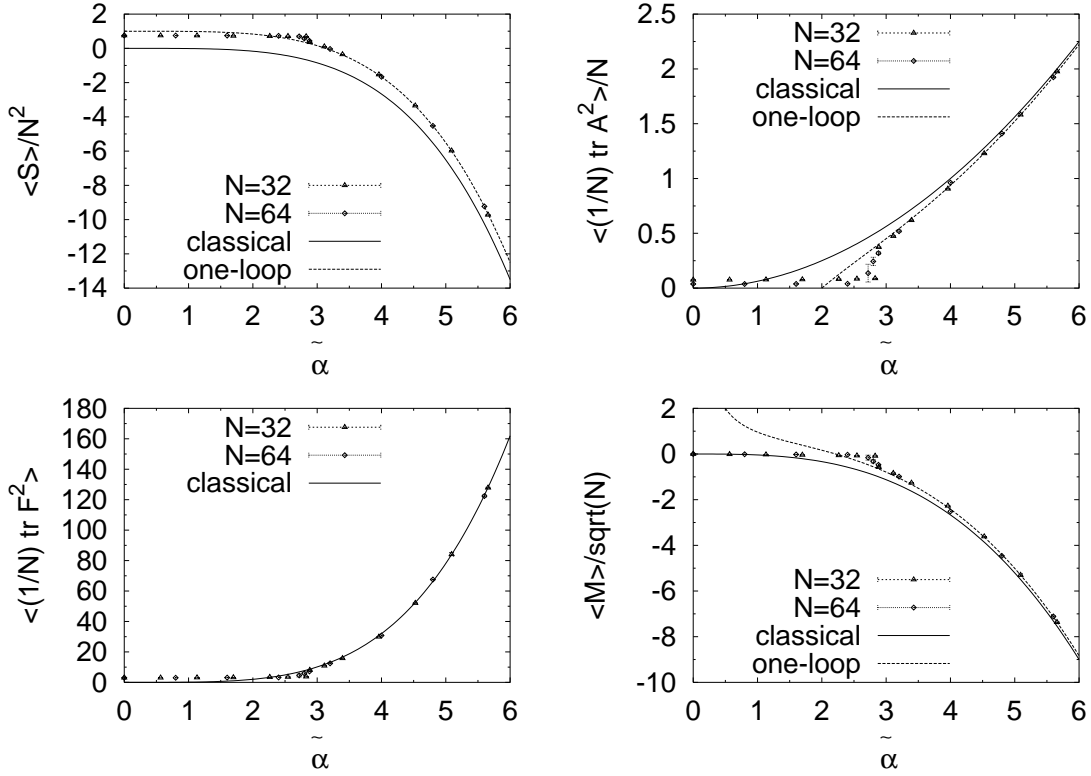 <S>/N^2
2
0
-2
-4
-6
-8
-10
-12
-14
N=32
N=64
classical
one-loop
0 1 2 3 4 5 6
α̃
<(1/N) tr A^2>/N
2.5
2
1.5
1
0.5
0
N=32
N=64
classical
one-loop
0 1 2 3 4 5 6
α̃
<(1/N) tr F^2>
180
160
140
120
100
80
60
40
20
0
N=32
N=64
classical
0 1 2 3 4 5 6
α̃
<M>/sqrt(N)
2
0
-2
-4
-6
-8
-10
N=32
N=64
classical
one-loop
0 1 2 3 4 5 6
α̃